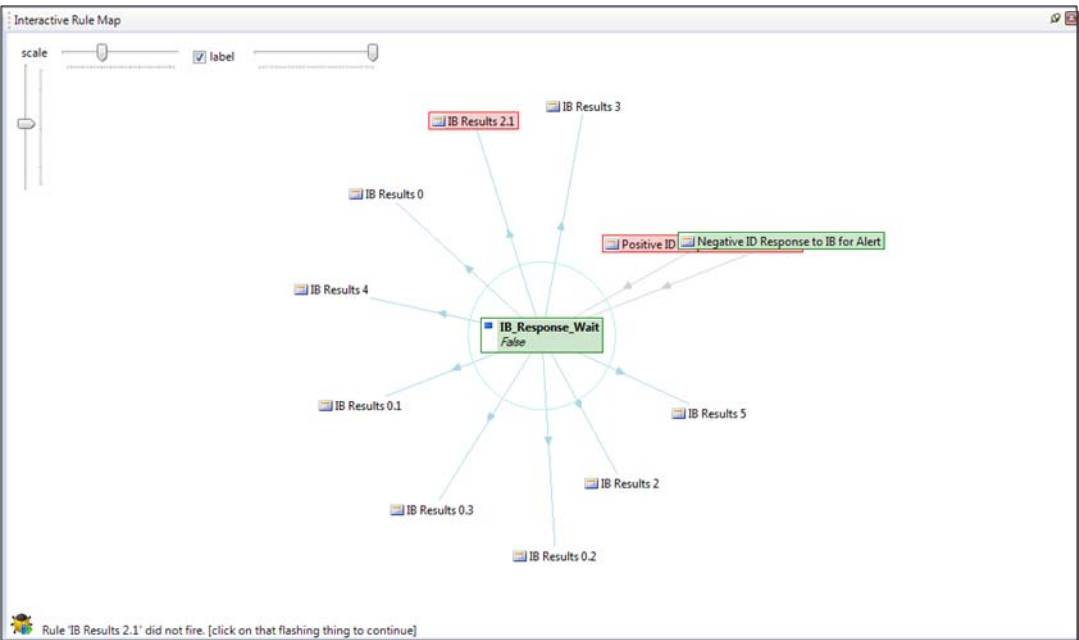 Interactive Rule Map
scale
label
IB Results 3
IB Results 2.1
IB Results 0
Positive ID
Negative ID Response to IB for Alert
IB Results 4
IB_Response_Wait
False
IB Results 0.1
IB Results 5
IB Results 2
IB Results 0.3
IB Results 0.2
Rule 'IB Results 2.1' did not fire. [click on that flashing thing to continue]